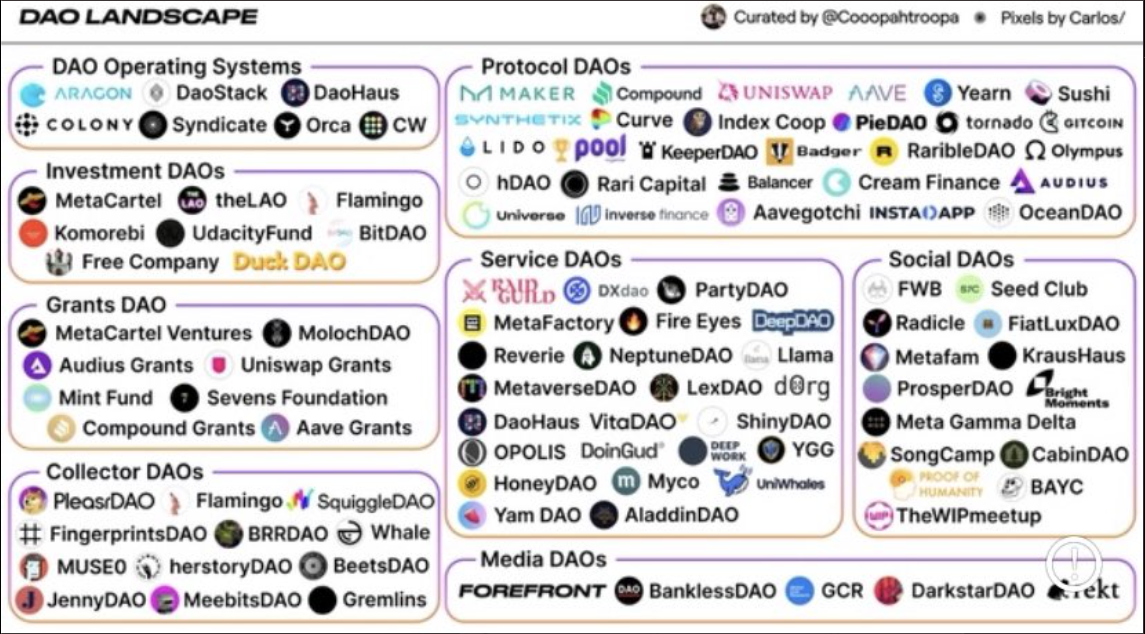 DAO LANDSCAPE
Curated by @Cooopahtroopa
Pixels by Carlos/
DAO Operating Systems
ARAGON DaoStack DaoHaus
COLONY Syndicate Orca CW
Investment DAOs
MetaCartel THE LAO theLAO Flamingo
Komorebi UdacityFund BitDAO
Free Company Duck DAO
Grants DAO
MetaCartel Ventures MolochDAO
Audius Grants Uniswap Grants
Mint Fund 7 Sevens Foundation
Compound Grants Aave Grants
Collector DAOs
PleasrDAO Flamingo SquiggleDAO
FingerprintsDAO BRRDAO Whale
MUSE0 herstoryDAO BeetsDAO
J JennyDAO MeebitsDAO Gremlins
Protocol DAOs
MAKER Compound UNISWAP AAVE Yearn Sushi
SYNTHETIX Curve Index Coop PieDAO tornado GITCOIN
LIDO pool KeeperDAO Badger R RaribleDAO Olympus
hDAO Rari Capital Balancer Cream Finance AUDIUS
Universe inverse finance Aavegotchi INSTADAPP OceanDAO
Service DAOs
RAID GUILD DXdao PartyDAO
MetaFactory Fire Eyes DeepDAO
Reverie NeptuneDAO llama Llama
M MetaverseDAO LexDAO d0rg
DaoHaus VitaDAO ShinyDAO
OPOLIS DoinGud DEEP WORK YGG
HoneyDAO m Myco UniWhales
Yam DAO AladdinDAO
Social DAOs
FWB Seed Club
Radicle FiatLuxDAO
Metafam KrausHaus
ProsperDAO Bright Moments
Meta Gamma Delta
SongCamp CabinDAO
PROOF OF HUMANITY BAYC
WIP TheWIPmeetup
Media DAOs
FOREFRONT DAO BanklessDAO GCR DarkstarDAO rekt